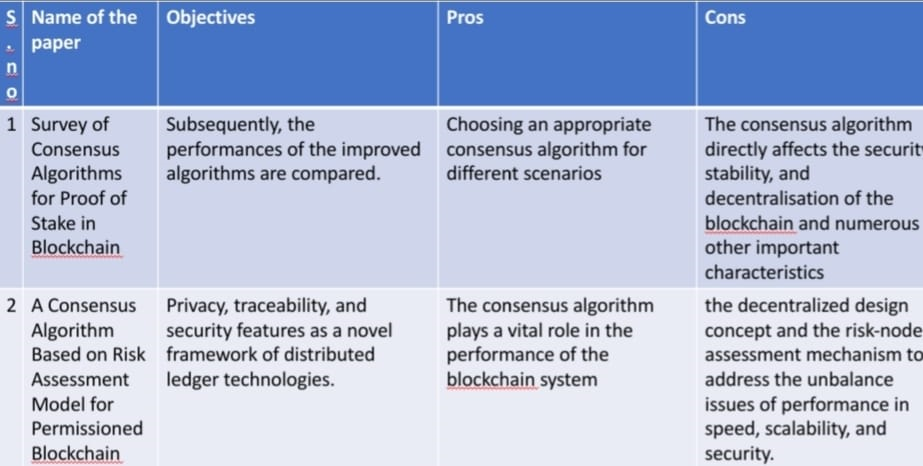 S.no Name of the paper Objectives Pros Cons
1 Survey of Consensus Algorithms for Proof of Stake in Blockchain
Subsequently, the
performances of the improved
algorithms are compared.
Choosing an appropriate
consensus algorithm for
different scenarios
The consensus algorithm
directly affects the
stability, and
decentralisation of the
blockchain and numerous
other important
characteristics
2 A Consensus Algorithm Based on Risk Assessment Model for Permissioned Blockchain
Privacy, traceability, and
security features as a novel
framework of distributed
ledger technologies.
The consensus algorithm
plays a vital role in the
performance of the
blockchain system
the decentralized design
concept and the risk-node
assessment mechanism to
address the unbalance
issues of performance in
speed, scalability, and
security.